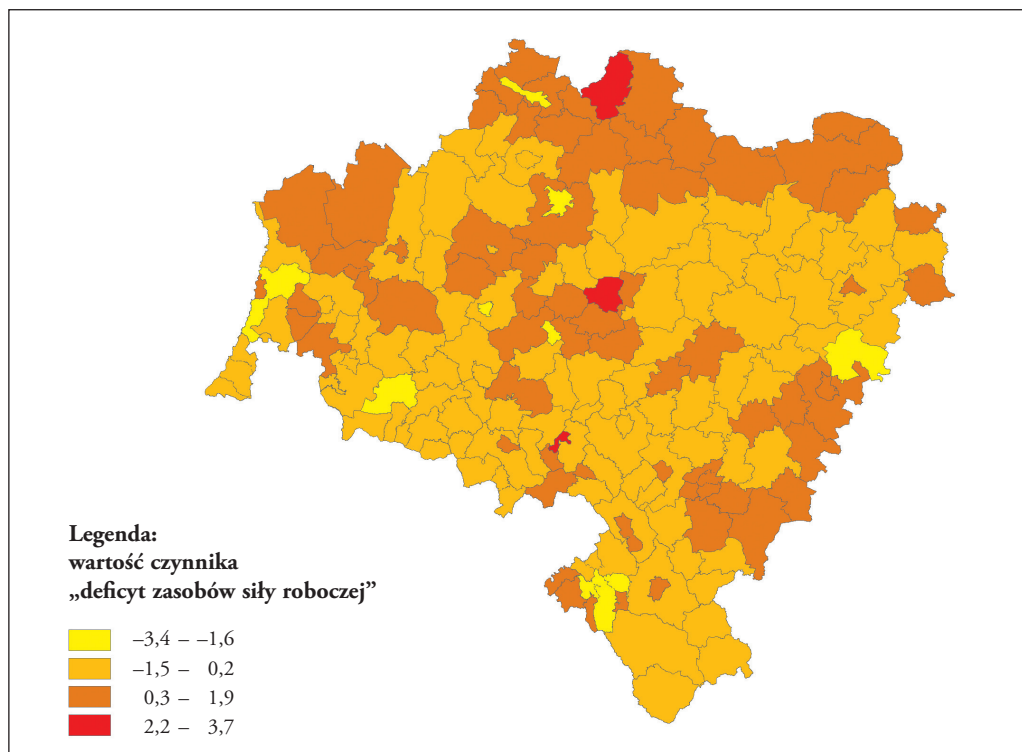 Legenda:
wartość czynnika
„deficyt zasobów siły roboczej”
–3,4 – –1,6
–1,5 – 0,2
0,3 – 1,9
2,2 – 3,7